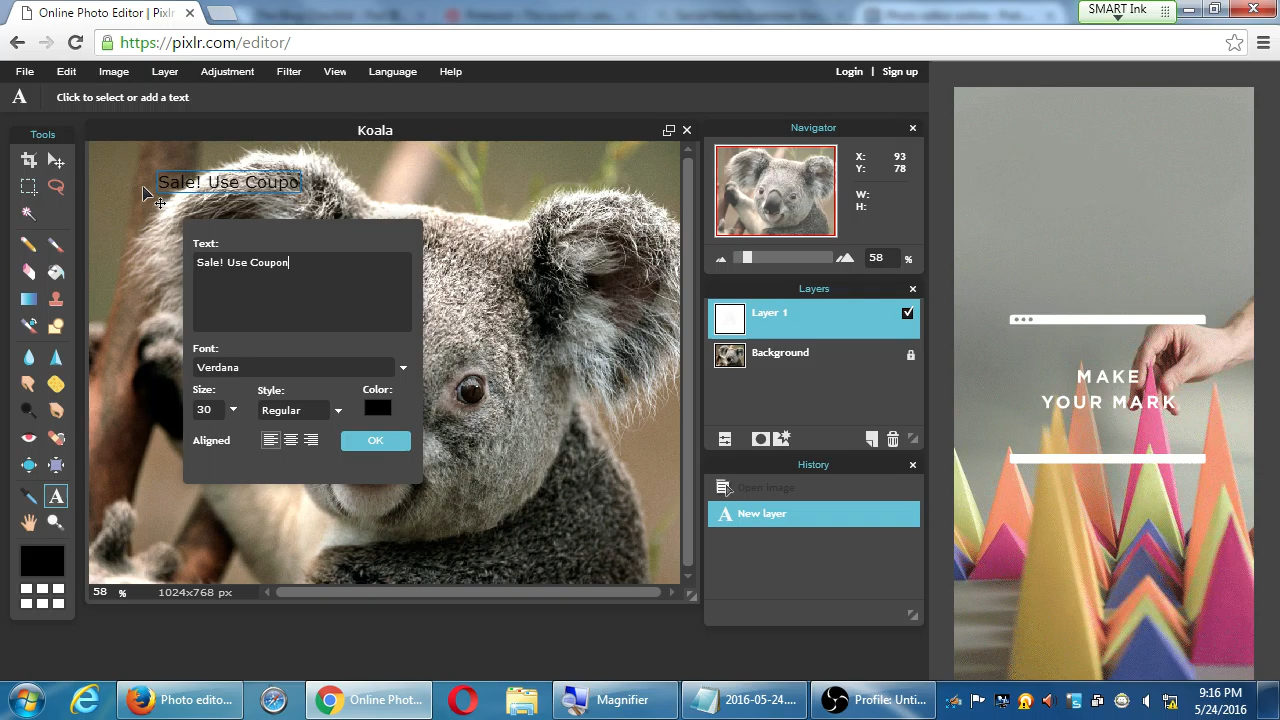 Online Photo Editor | Pixlr
SMART Ink
https://pixlr.com/editor/
File Edit Image Layer Adjustment Filter View Language Help Login | Sign up
A Click to select or add a text
Tools
Koala
Sale! Use Coupo
Text:
Sale! Use Coupon
Font:
Verdana
Size: Style: Color:
30 Regular
Aligned OK
58 % 1024x768 px
Navigator
X: 93
Y: 78
W:
H:
58 %
Layers
Layer 1
Background
History
Open image
A New layer
MAKE
YOUR MARK
Photo edito... Online Phot... Magnifier 2016-05-24.... Profile: Unti...
9:16 PM
5/24/2016